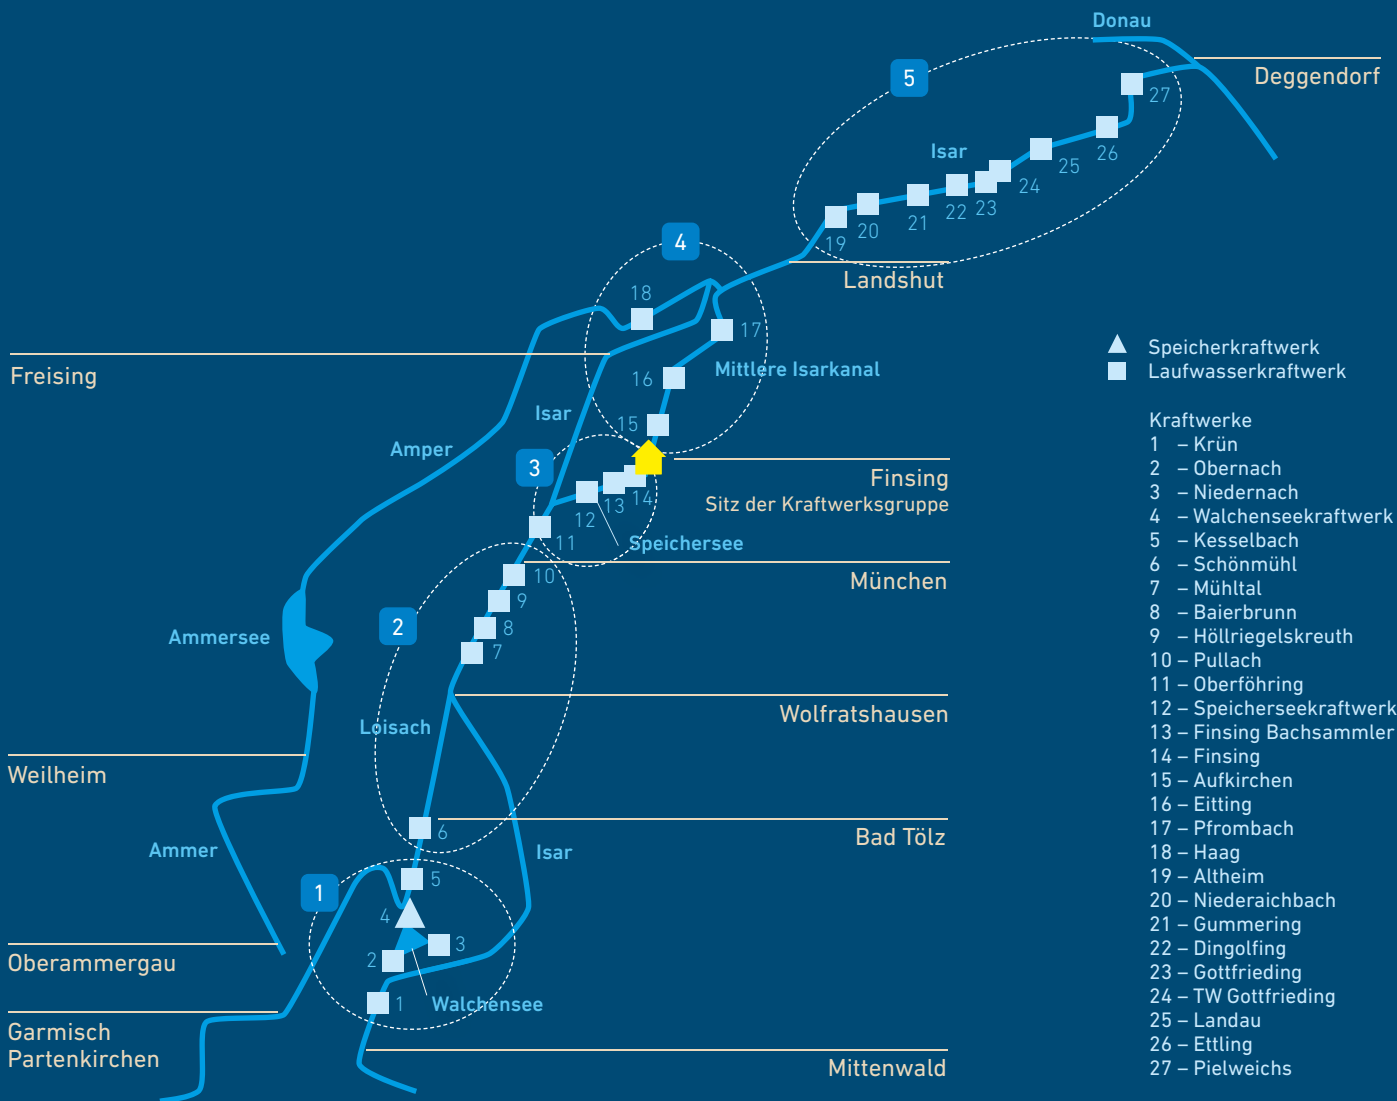 Donau
Deggendorf
5
27
26
Isar
25
24
23
22
21
20
19
Landshut
4
18
17
Mittlere Isarkanal
16
15
Freising
Isar
Amper
3
Finsing
Sitz der Kraftwerksgruppe
14
13
12
11
Speichersee
München
10
9
8
7
2
Ammersee
Wolfratshausen
Loisach
Weilheim
6
Bad Tölz
Ammer
Isar
1
5
4
3
2
1
Walchensee
Oberammergau
Garmisch
Partenkirchen
Mittenwald
Speicherkraftwerk
Laufwasserkraftwerk
Kraftwerke
1 – Krün
2 – Obernach
3 – Niedernach
4 – Walchenseekraftwerk
5 – Kesselbach
6 – Schönmühl
7 – Mühltal
8 – Baierbrunn
9 – Höllriegelskreuth
10 – Pullach
11 – Oberföhring
12 – Speicherseekraftwerk
13 – Finsing Bachsammler
14 – Finsing
15 – Aufkirchen
16 – Eitting
17 – Pfrombach
18 – Haag
19 – Altheim
20 – Niederaichbach
21 – Gummering
22 – Dingolfing
23 – Gottfrieding
24 – TW Gottfrieding
25 – Landau
26 – Ettling
27 – Pielweichs